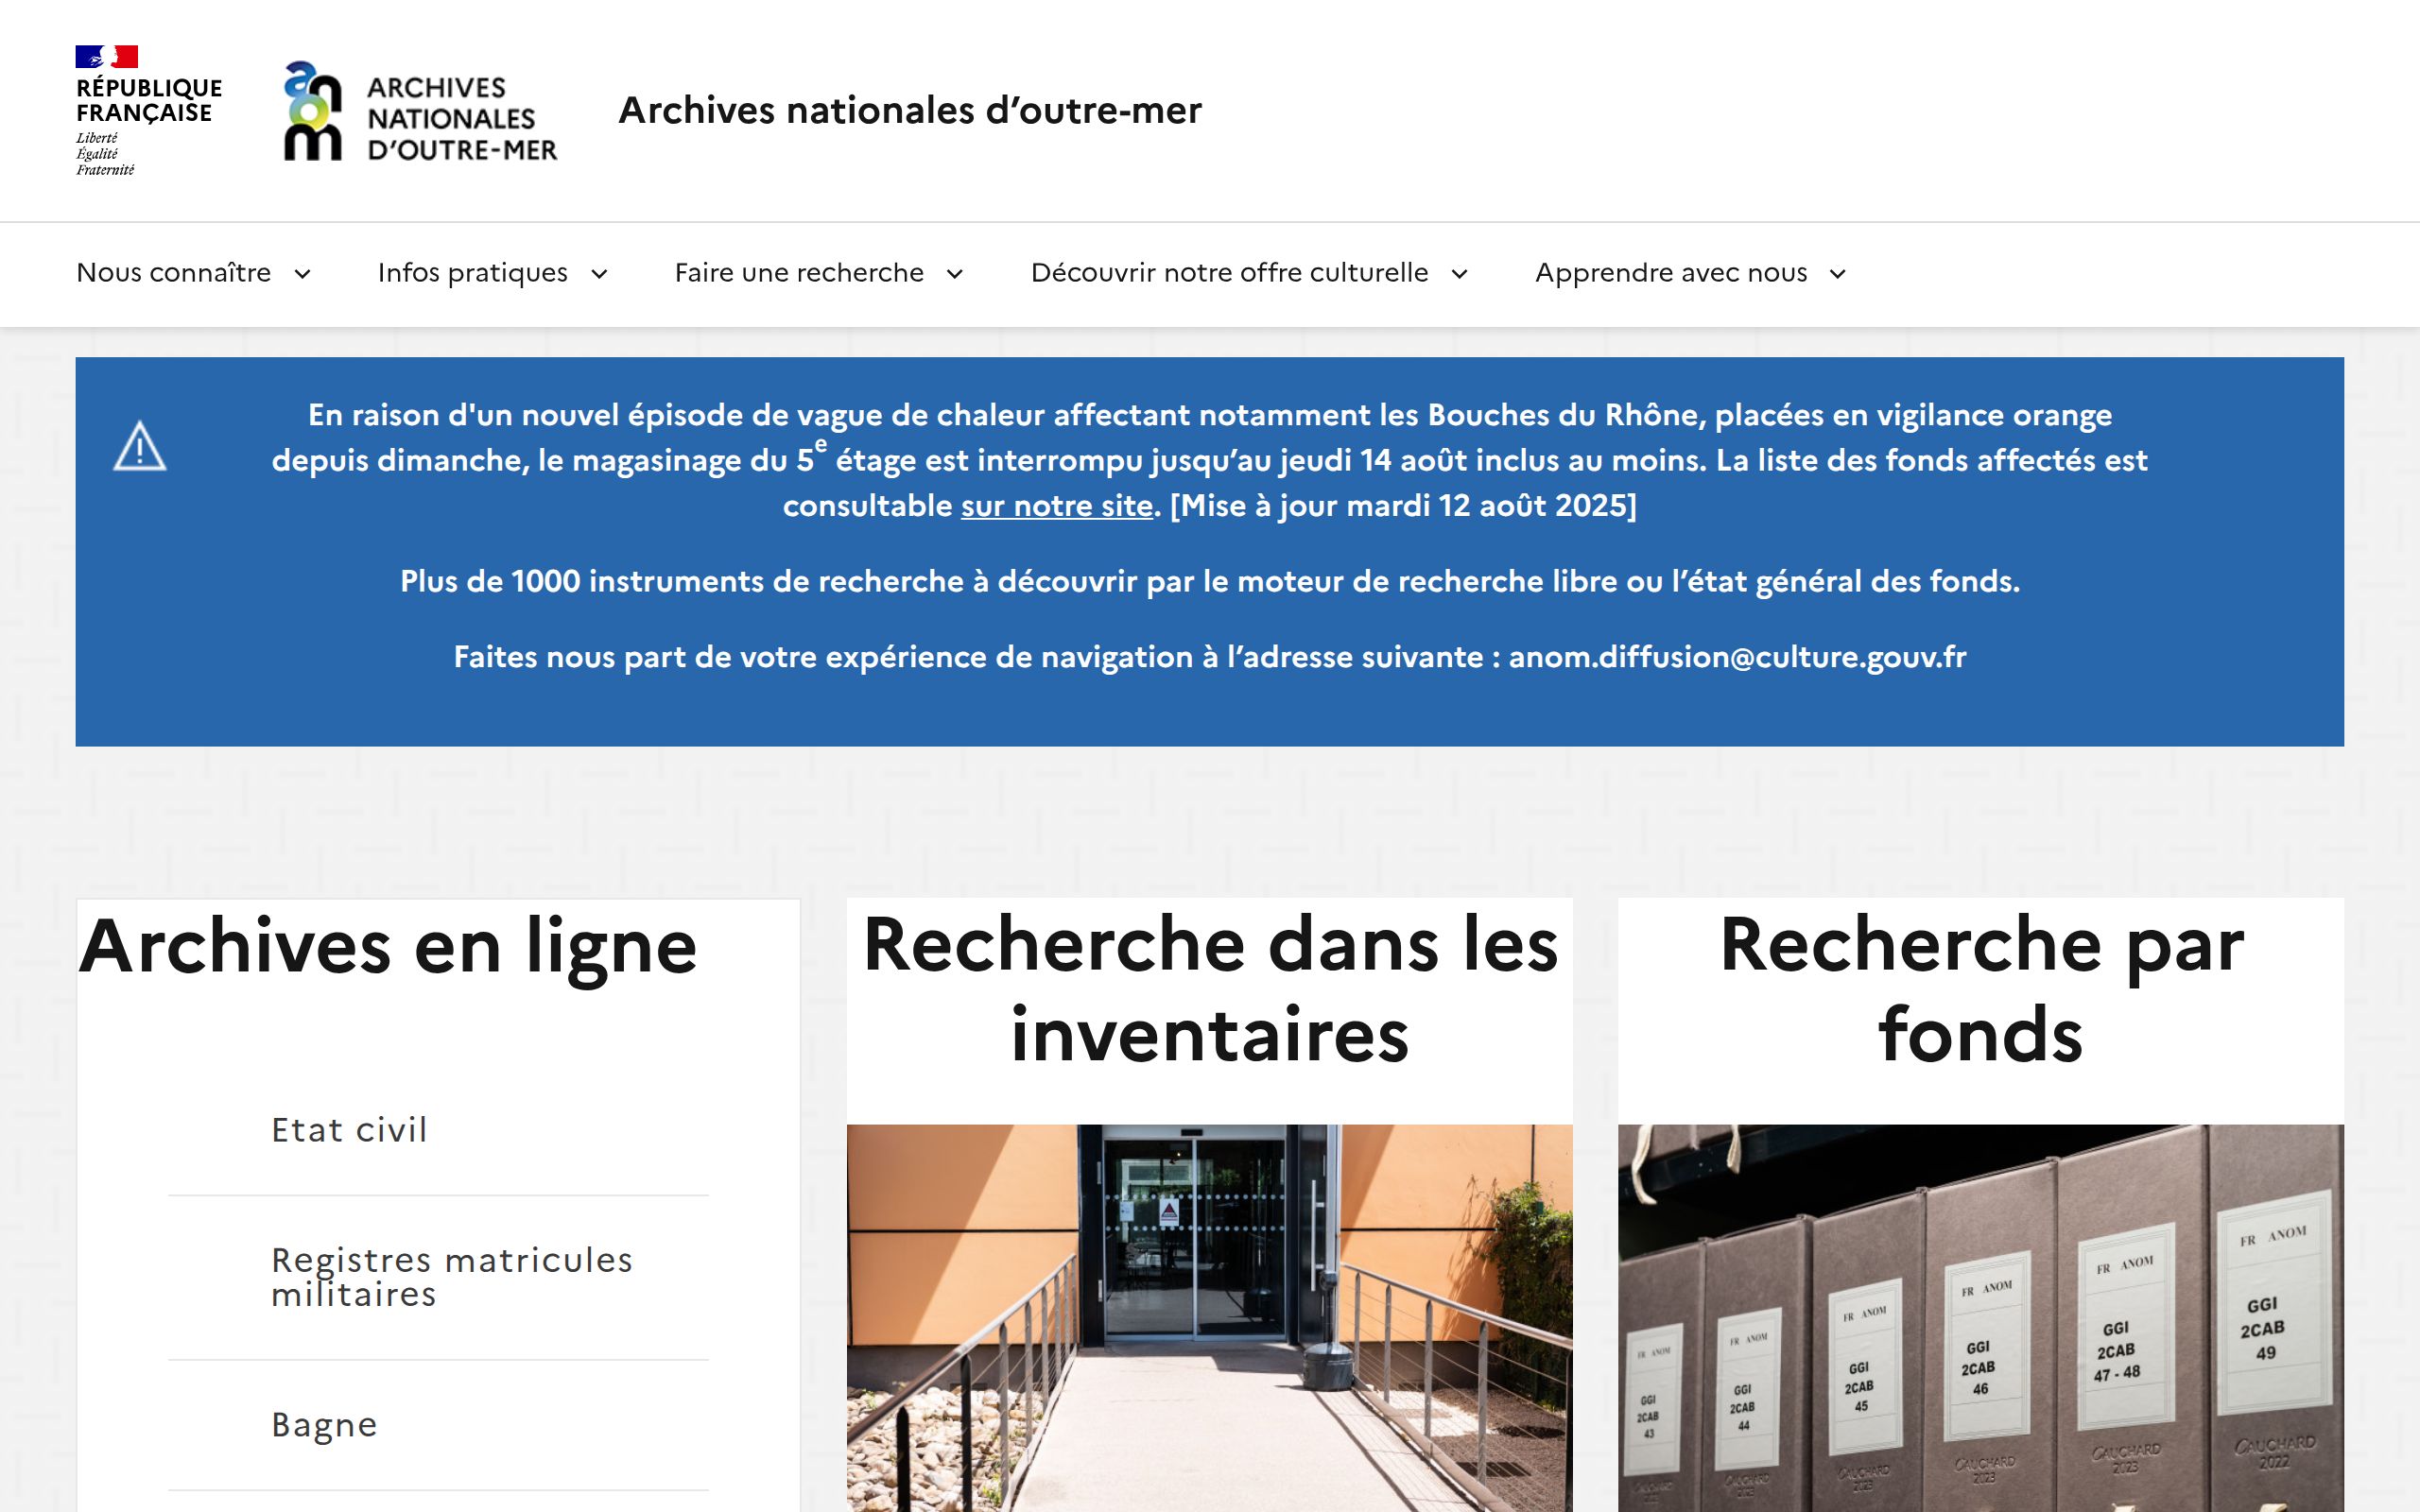 RÉPUBLIQUE
FRANÇAISE
Liberté
Égalité
Fraternité
ARCHIVES
NATIONALES
D'OUTRE-MER
Archives nationales d’outre-mer
Nous connaître
Infos pratiques
Faire une recherche
Découvrir notre offre culturelle
Apprendre avec nous
En raison d'un nouvel épisode de vague de chaleur affectant notamment les Bouches du Rhône, placées en vigilance orange
depuis dimanche, le magasinage du 5e étage est interrompu jusqu’au jeudi 14 août inclus au moins. La liste des fonds affectés est
consultable sur notre site. [Mise à jour mardi 12 août 2025]
Plus de 1000 instruments de recherche à découvrir par le moteur de recherche libre ou l’état général des fonds.
Faites nous part de votre expérience de navigation à l’adresse suivante : anom.diffusion@culture.gouv.fr
Archives en ligne
Etat civil
Registres matricules
militaires
Bagne
Recherche dans les
inventaires
Recherche par
fonds
FR ANOM
GGI
2CAB
43
FR ANOM
GGI
2CAB
44
CAUCHARD
2023
FR ANOM
GGI
2CAB
45
CAUCHARD
2023
FR ANOM
GGI
2CAB
46
CAUCHARD
2023
FR ANOM
GGI
2CAB
47 - 48
CAUCHARD
2023
FR ANOM
GGI
2CAB
49
CAUCHARD
2022